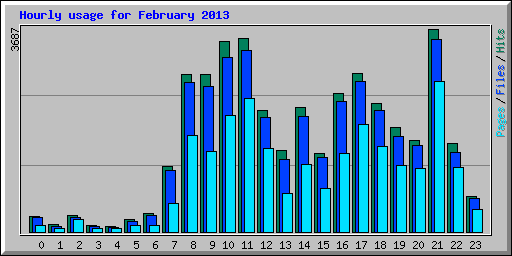 Hourly usage for February 2013
3687
Pages/Files/Hits
0 1 2 3 4 5 6 7 8 9 10 11 12 13 14 15 16 17 18 19 20 21 22 23